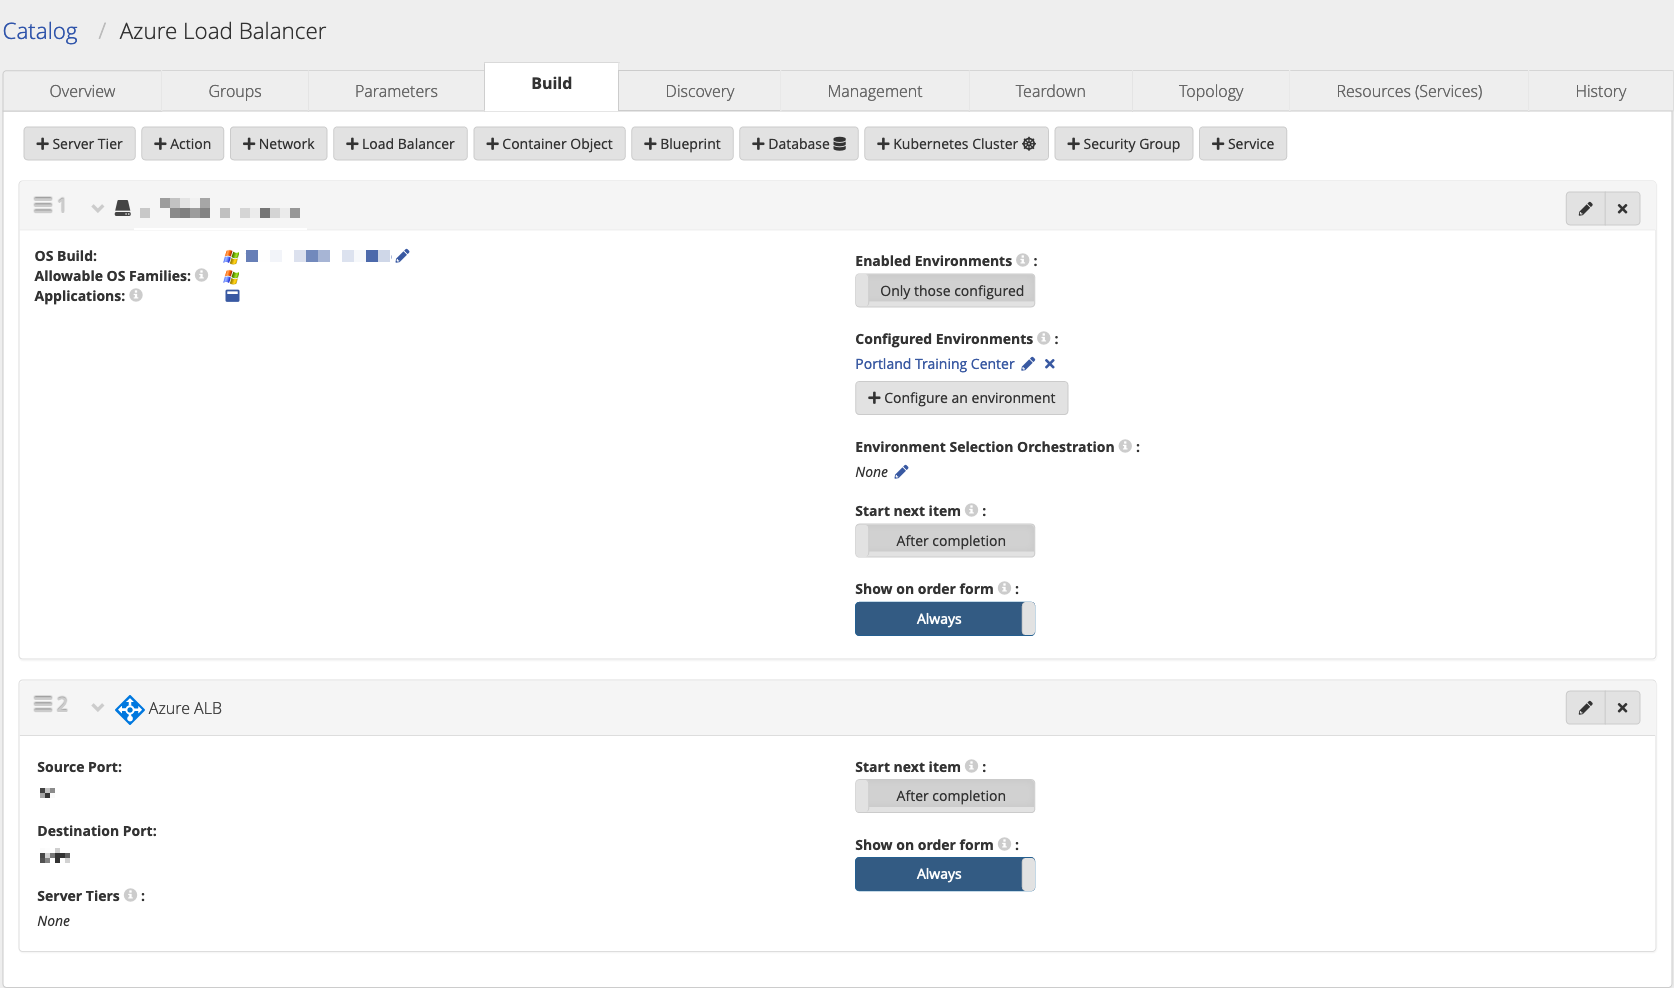 Catalog / Azure Load Balancer
Overview
Groups
Parameters
Build
Discovery
Management
Teardown
Topology
Resources (Services)
History
+ Server Tier
+ Action
+ Network
+ Load Balancer
+ Container Object
+ Blueprint
+ Database
+ Kubernetes Cluster
+ Security Group
+ Service
1
OS Build:
Allowable OS Families:
Applications:
Enabled Environments :
Only those configured
Configured Environments :
Portland Training Center
+ Configure an environment
Environment Selection Orchestration :
None
Start next item :
After completion
Show on order form :
Always
2
Azure ALB
Source Port:
Destination Port:
Server Tiers :
None
Start next item :
After completion
Show on order form :
Always